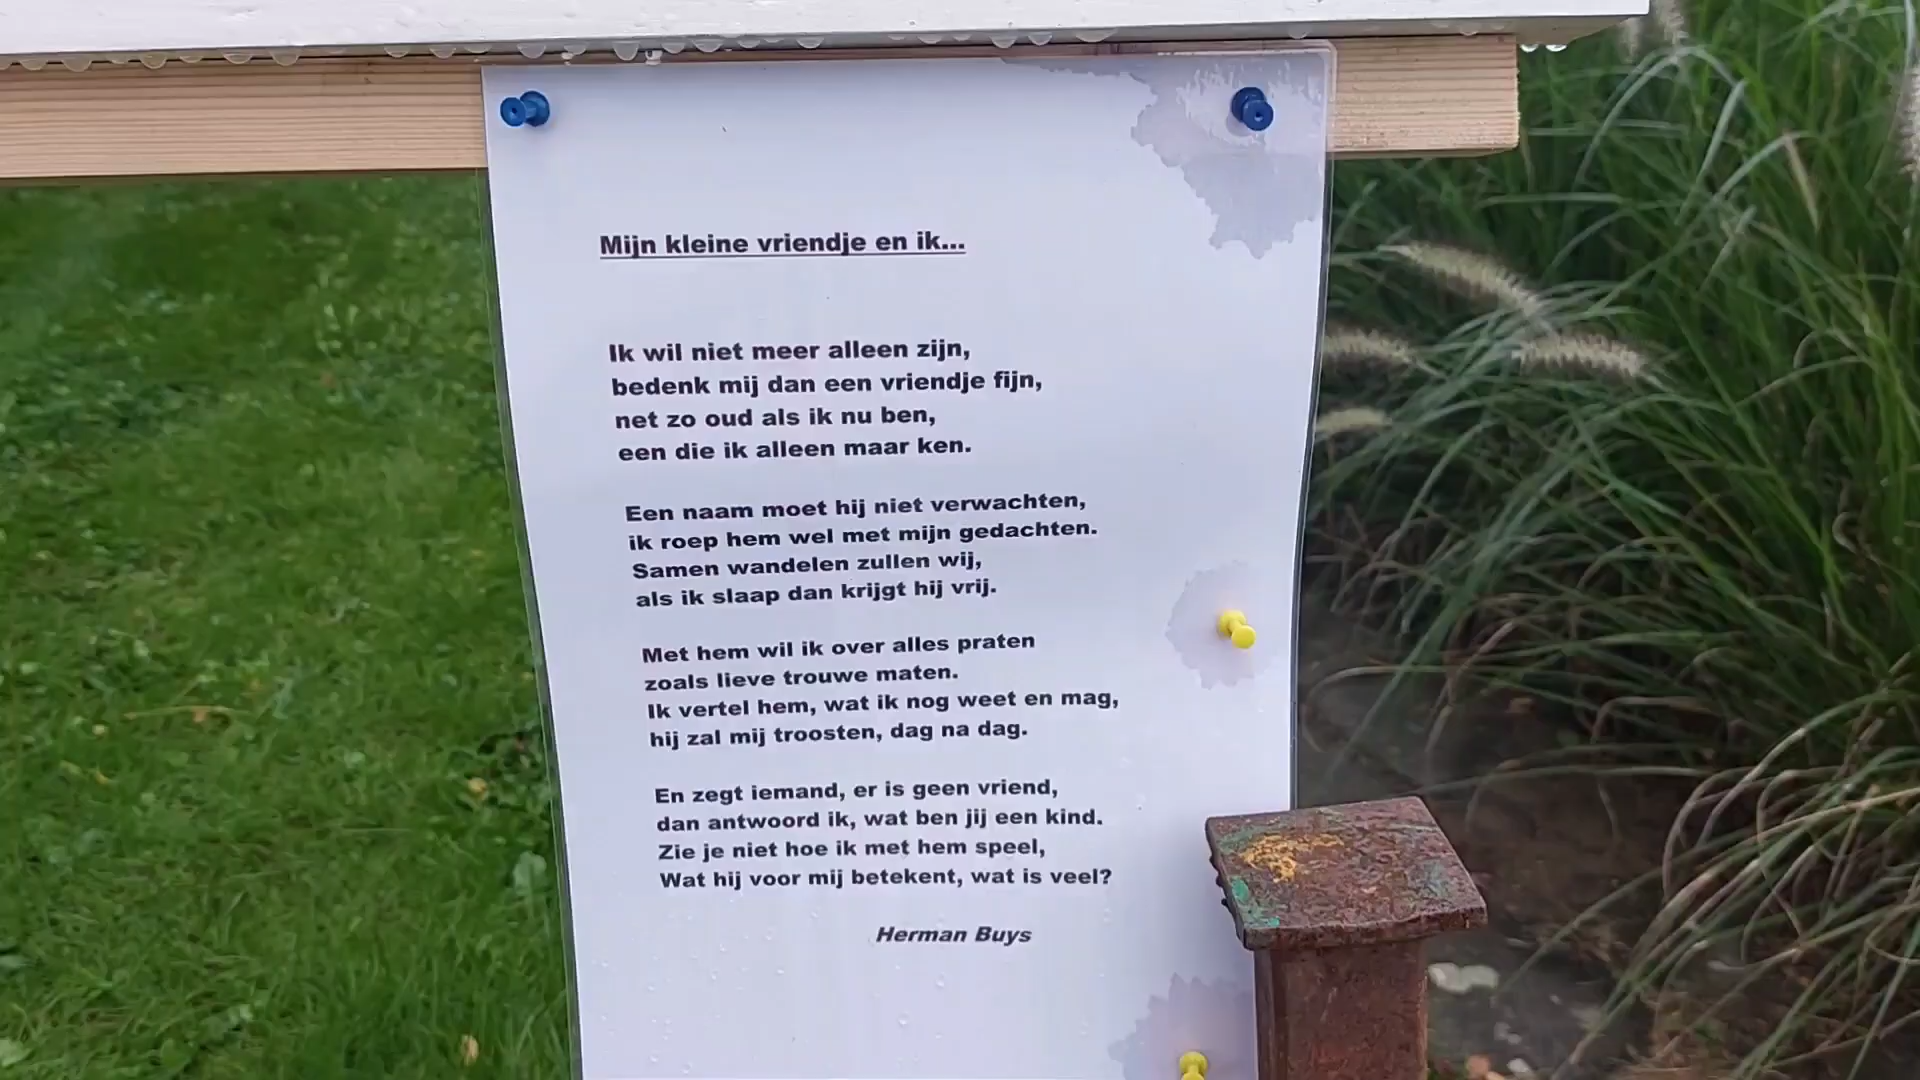 Mijn kleine vriendje en ik...
Ik wil niet meer alleen zijn,
bedenk mij dan een vriendje fijn,
net zo oud als ik nu ben,
een die ik alleen maar ken.
Een naam moet hij niet verwachten,
ik roep hem wel met mijn gedachten.
Samen wandelen zullen wij,
als ik slaap dan krijgt hij vrij.
Met hem wil ik over alles praten
zoals lieve trouwe maten.
Ik vertel hem, wat ik nog weet en mag,
hij zal mij troosten, dag na dag.
En zegt iemand, er is geen vriend,
dan antwoord ik, wat ben jij een kind.
Zie je niet hoe ik met hem speel,
Wat hij voor mij betekent, wat is veel?
Herman Buys